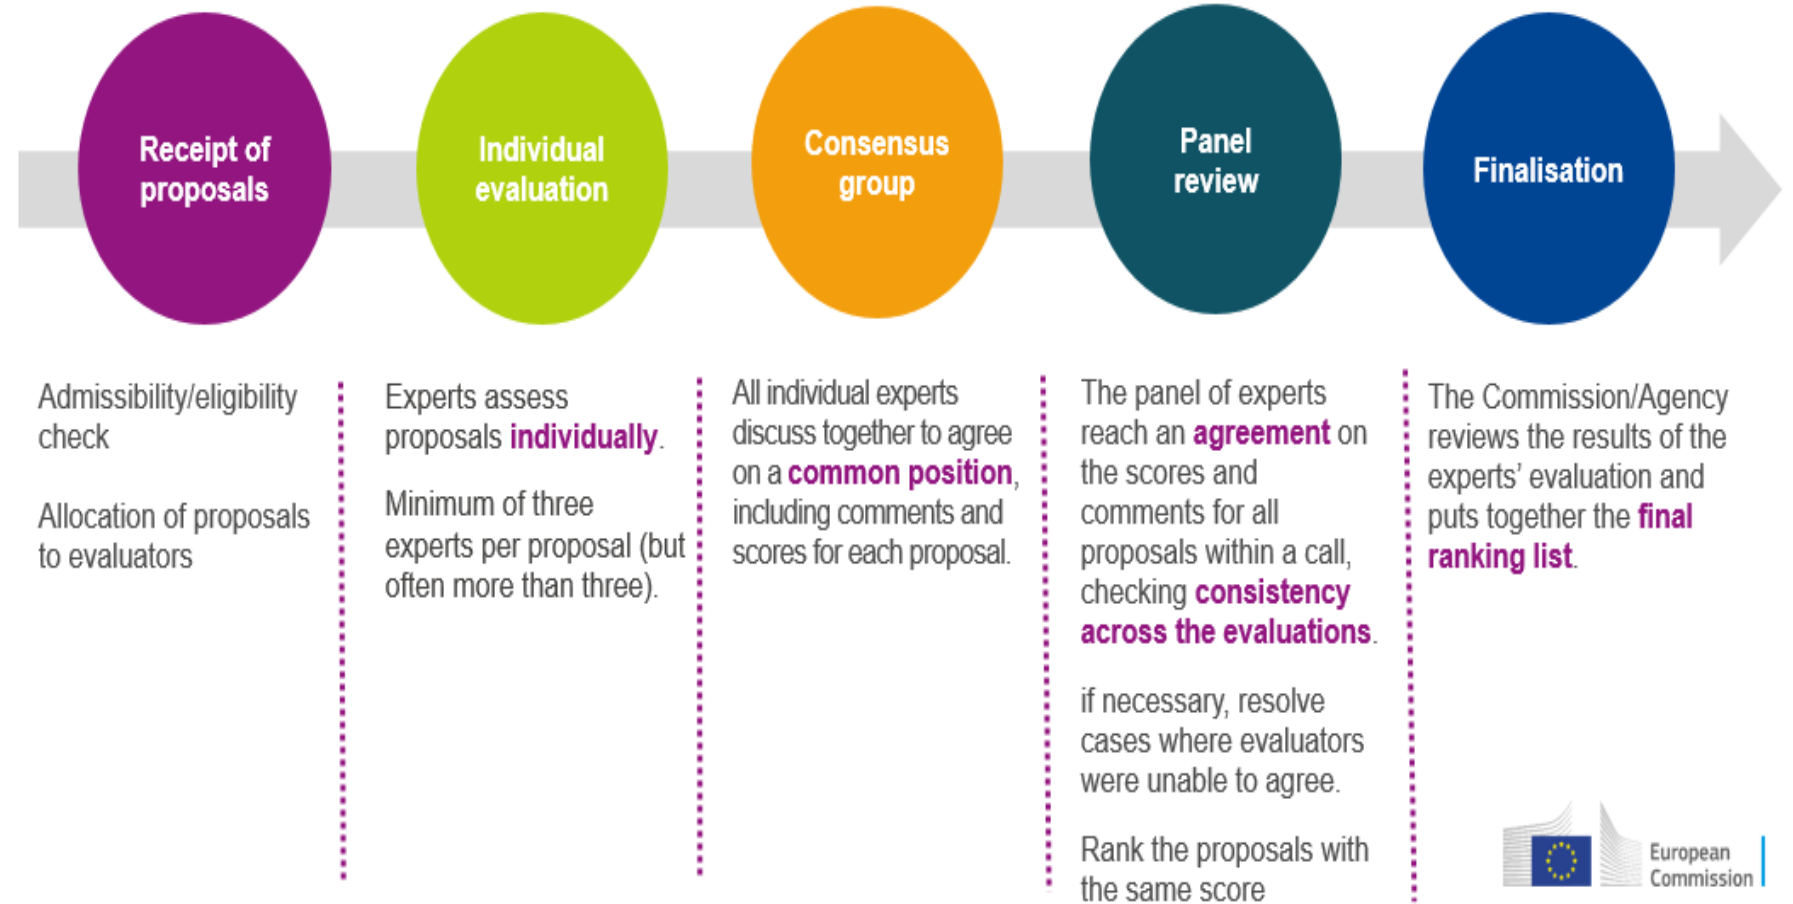 Receipt of
proposals
Individual
evaluation
Consensus
group
Panel
review
Finalisation
Admissibility/eligibility
check
Allocation of proposals
to evaluators
Experts assess
proposals individually.
Minimum of three
experts per proposal (but
often more than three).
All individual experts
discuss together to agree
on a common position,
including comments and
scores for each proposal.
The panel of experts
reach an agreement on
the scores and
comments for all
proposals within a call,
checking consistency
across the evaluations.
if necessary, resolve
cases where evaluators
were unable to agree.
Rank the proposals with
the same score
The Commission/Agency
reviews the results of the
experts’ evaluation and
puts together the final
ranking list.
European
Commission